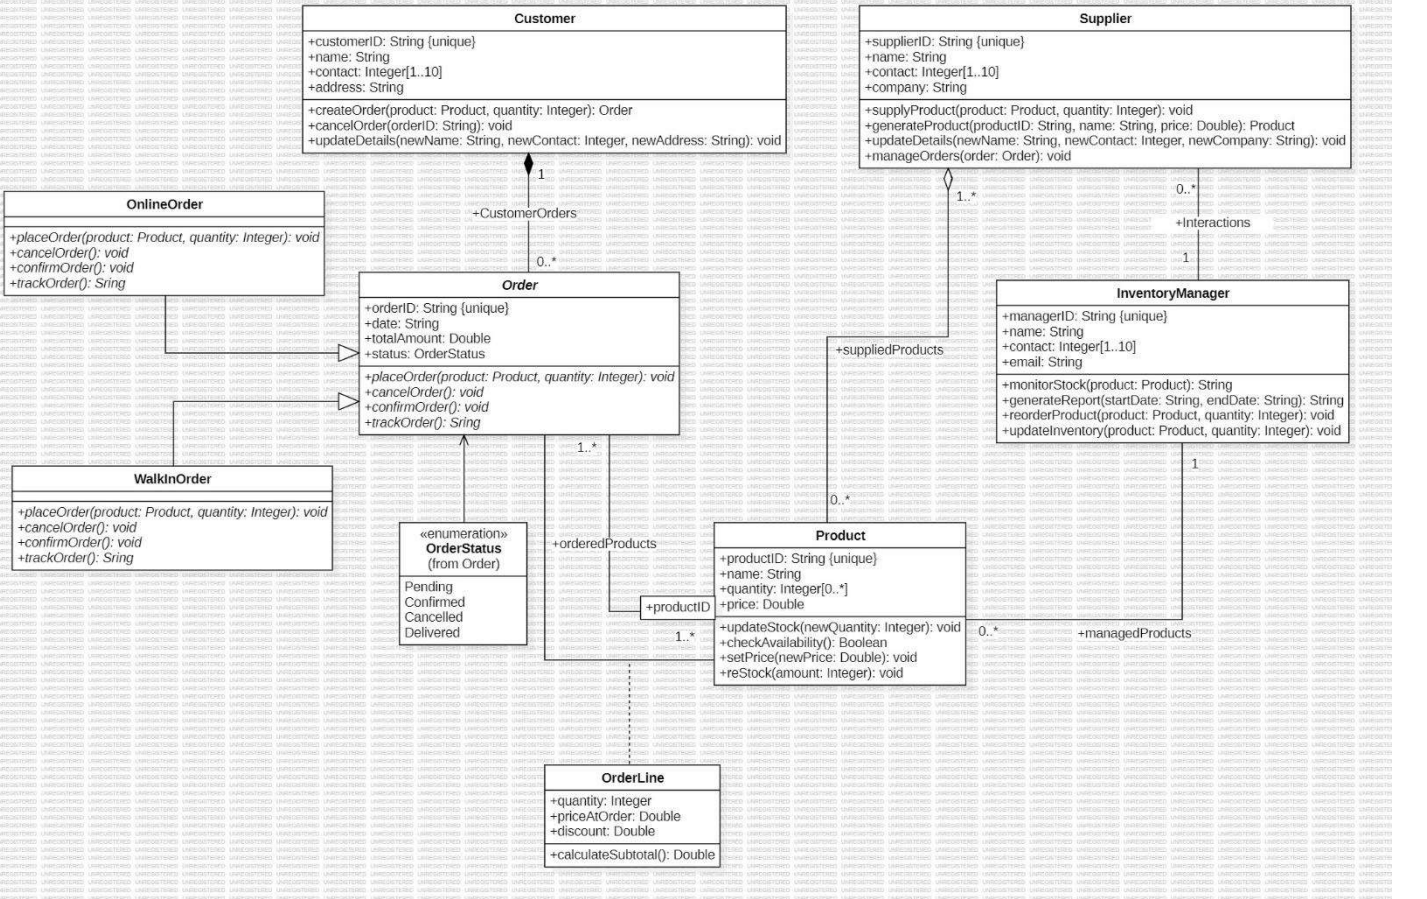 Customer
+customerID: String {unique}
+name: String
+contact: Integer[1..10]
+address: String
+createOrder(product: Product, quantity: Integer): Order
+cancelOrder(orderID: String): void
+updateDetails(newName: String, newContact: Integer, newAddress: String): void
Supplier
+supplierID: String {unique}
+name: String
+contact: Integer[1..10]
+company: String
+supplyProduct(product: Product, quantity: Integer): void
+generateProduct(productID: String, name: String, price: Double): Product
+updateDetails(newName: String, newContact: Integer, newCompany: String): void
+manageOrders(order: Order): void
1
+CustomerOrders
0..*
1..*
0..*
+Interactions
1
OnlineOrder
+placeOrder(product: Product, quantity: Integer): void
+cancelOrder(): void
+confirmOrder(): void
+trackOrder(): Sring
Order
+orderID: String {unique}
+date: String
+totalAmount: Double
+status: OrderStatus
+placeOrder(product: Product, quantity: Integer): void
+cancelOrder(): void
+confirmOrder(): void
+trackOrder(): Sring
InventoryManager
+managerID: String {unique}
+name: String
+contact: Integer[1..10]
+email: String
+monitorStock(product: Product): String
+generateReport(startDate: String, endDate: String): String
+reorderProduct(product: Product, quantity: Integer): void
+updateInventory(product: Product, quantity: Integer): void
+suppliedProducts
0..*
1..*
1
WalkInOrder
+placeOrder(product: Product, quantity: Integer): void
+cancelOrder(): void
+confirmOrder(): void
+trackOrder(): Sring
«enumeration»
OrderStatus
(from Order)
Pending
Confirmed
Cancelled
Delivered
+orderedProducts
+productID
1..*
Product
+productID: String {unique}
+name: String
+quantity: Integer[0..*]
+price: Double
+updateStock(newQuantity: Integer): void
+checkAvailability(): Boolean
+setPrice(newPrice: Double): void
+reStock(amount: Integer): void
0..*
+managedProducts
OrderLine
+quantity: Integer
+priceAtOrder: Double
+discount: Double
+calculateSubtotal(): Double